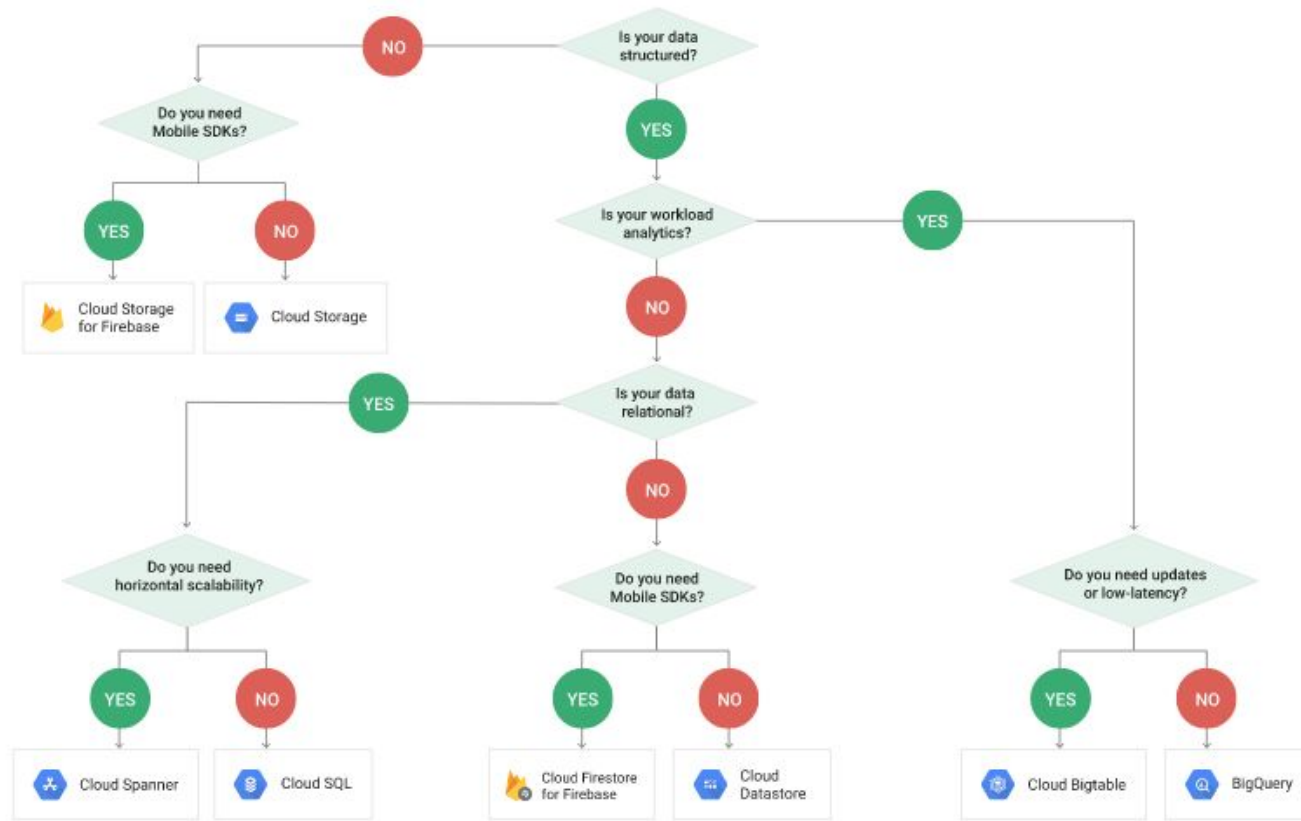 NO
Is your data
structured?
Do you need
Mobile SDKs?
YES
YES
NO
Is your workload
analytics?
YES
Cloud Storage
for Firebase
Cloud Storage
NO
YES
Is your data
relational?
NO
Do you need
horizontal scalability?
Do you need
Mobile SDKs?
Do you need updates
or low-latency?
YES
NO
YES
NO
YES
NO
Cloud Spanner
Cloud SQL
Cloud Firestore
for Firebase
Cloud
Datastore
Cloud Bigtable
BigQuery